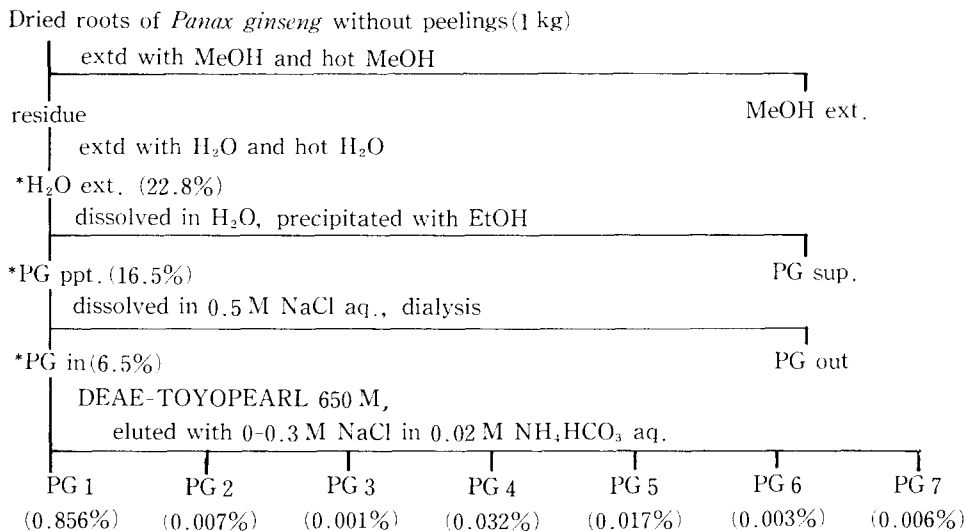 Dried roots of Panax ginseng without peelings (1 kg)
extd with MeOH and hot MeOH
residue MeOH ext.
extd with H₂O and hot H₂O
*H₂O ext. (22.8%)
dissolved in H₂O, precipitated with EtOH
*PG ppt. (16.5%) PG sup.
dissolved in 0.5 M NaCl aq., dialysis
*PG in (6.5%) PG out
DEAE-TOYOPEARL 650 M,
eluted with 0-0.3 M NaCl in 0.02 M NH₄HCO₃ aq.
PG 1 PG 2 PG 3 PG 4 PG 5 PG 6 PG 7
(0.856%) (0.007%) (0.001%) (0.032%) (0.017%) (0.003%) (0.006%)